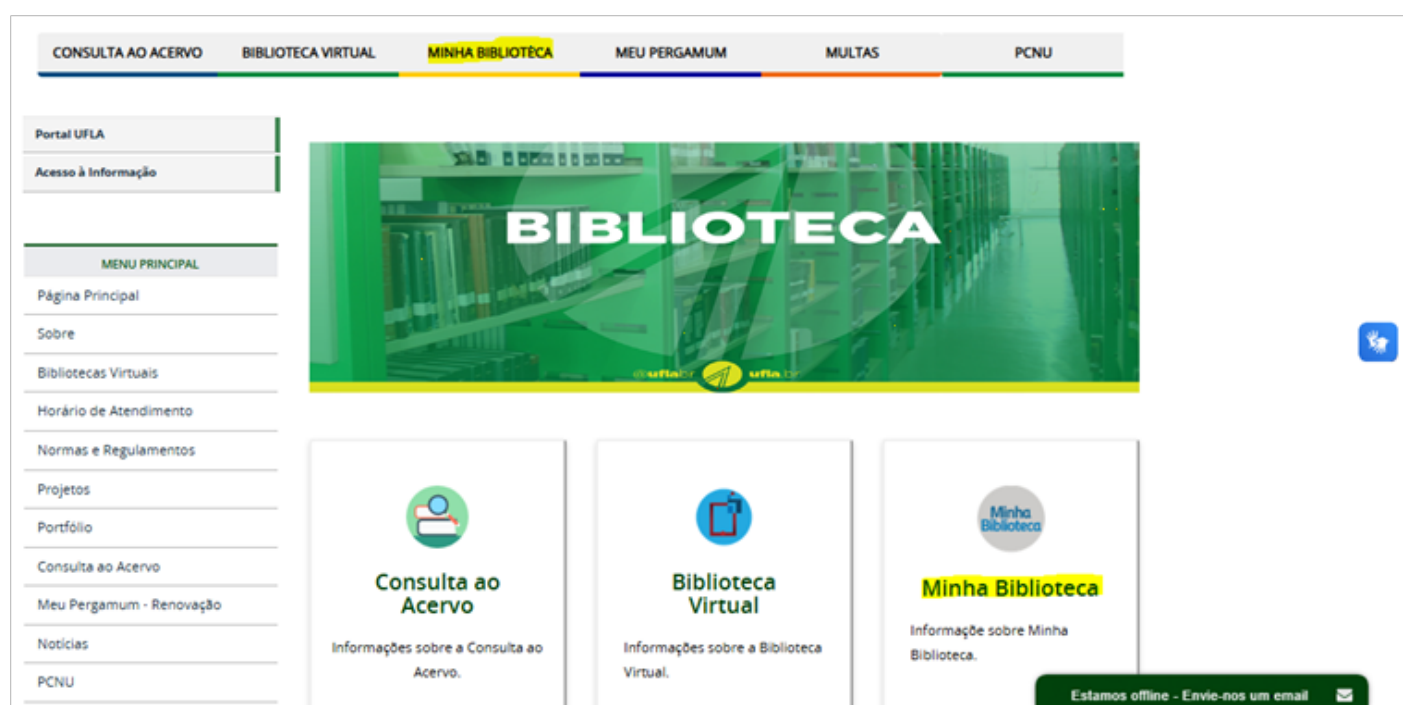 CONSULTA AO ACERVO BIBLIOTECA VIRTUAL MINHA BIBLIOTECA MEU PERGAMUM MULTAS PCNU
Portal UFLA
Acesso à Informação
MENU PRINCIPAL
Página Principal
Sobre
Bibliotecas Virtuais
Horário de Atendimento
Normas e Regulamentos
Projetos
Portfólio
Consulta ao Acervo
Meu Pergamum - Renovação
Notícias
PCNU
BIBLIOTECA
@uflabr ufla.br
Consulta ao
Acervo
Informações sobre a Consulta ao
Acervo.
Biblioteca
Virtual
Informações sobre a Biblioteca
Virtual.
Minha
Biblioteca
Minha Biblioteca
Informaçõe sobre Minha
Biblioteca.
Estamos offline - Envie-nos um email